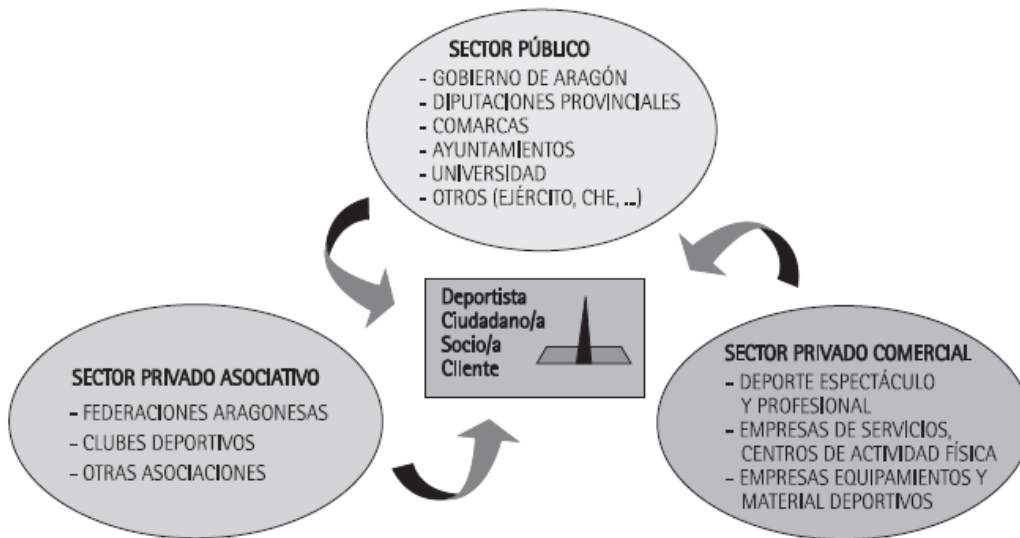 SECTOR PÚBLICO
- GOBIERNO DE ARAGÓN
- DIPUTACIONES PROVINCIALES
- COMARCAS
- AYUNTAMIENTOS
- UNIVERSIDAD
- OTROS (EJÉRCITO, CHE, ...)
Deportista
Ciudadano/a
Socio/a
Cliente
SECTOR PRIVADO ASOCIATIVO
- FEDERACIONES ARAGONESAS
- CLUBES DEPORTIVOS
- OTRAS ASOCIACIONES
SECTOR PRIVADO COMERCIAL
- DEPORTE ESPECTÁCULO
Y PROFESIONAL
- EMPRESAS DE SERVICIOS,
CENTROS DE ACTIVIDAD FÍSICA
- EMPRESAS EQUIPAMIENTOS Y
MATERIAL DEPORTIVOS